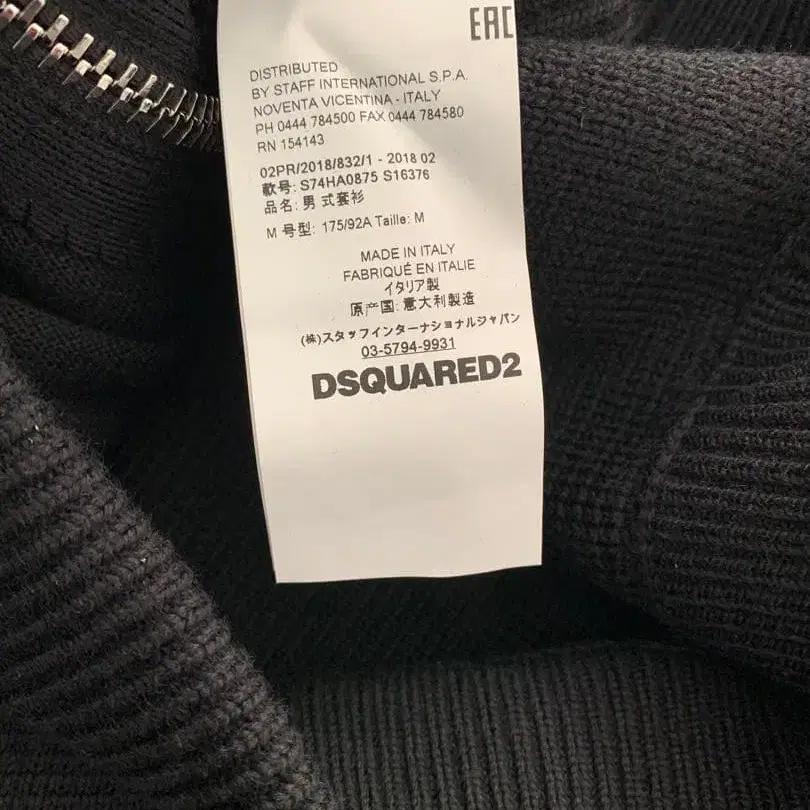 EAC
DISTRIBUTED
BY STAFF INTERNATIONAL S.P.A.
NOVENTA VICENTINA - ITALY
PH 0444 784500 FAX 0444 784580
RN 154143
02PR/2018/832/1 - 2018 02
款号: S74HA0875 S16376
品名: 男 式套衫
M 号型: 175/92A Taille: M
MADE IN ITALY
FABRIQUÉ EN ITALIE
イタリア製
原产国: 意大利製造
(株)スタッフインターナショナルジャパン
03-5794-9931
DSQUARED2